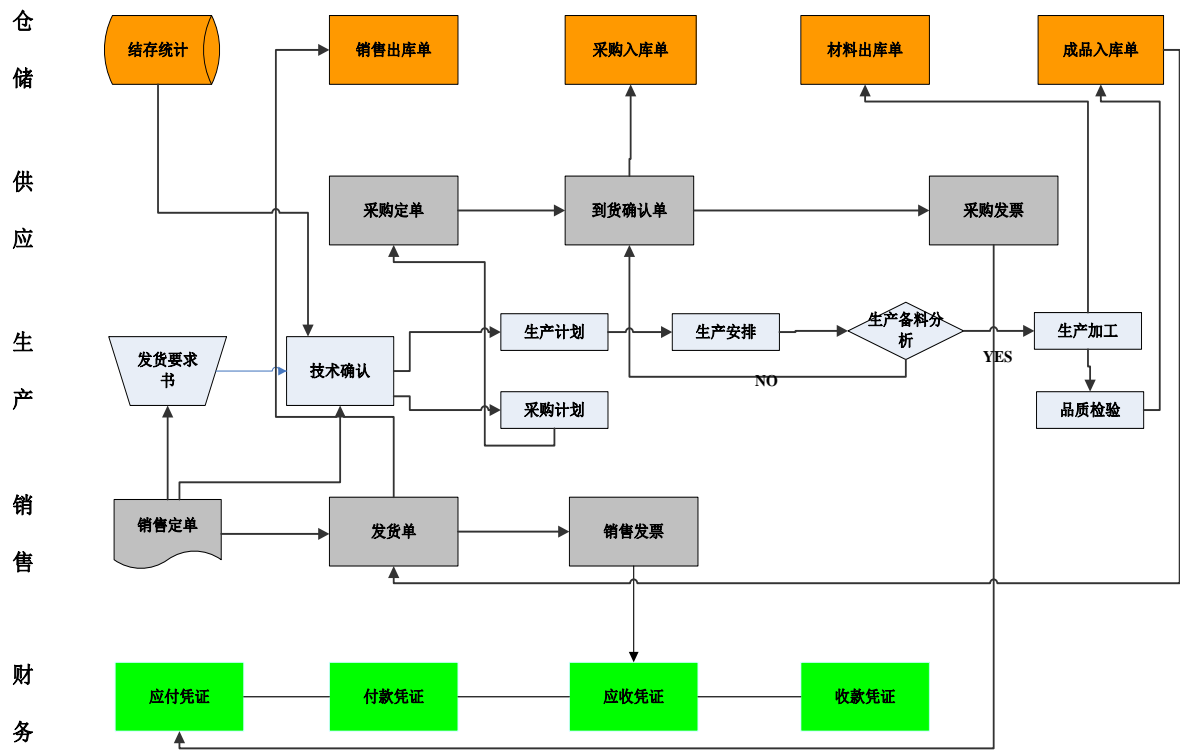 仓
储
结存统计
销售出库单
采购入库单
材料出库单
成品入库单
供
应
采购定单
到货确认单
采购发票
生
产
发货要求
书
技术确认
生产计划
生产安排
生产备料分
析
YES
NO
生产加工
采购计划
品质检验
销
售
销售定单
发货单
销售发票
财
务
应付凭证
付款凭证
应收凭证
收款凭证